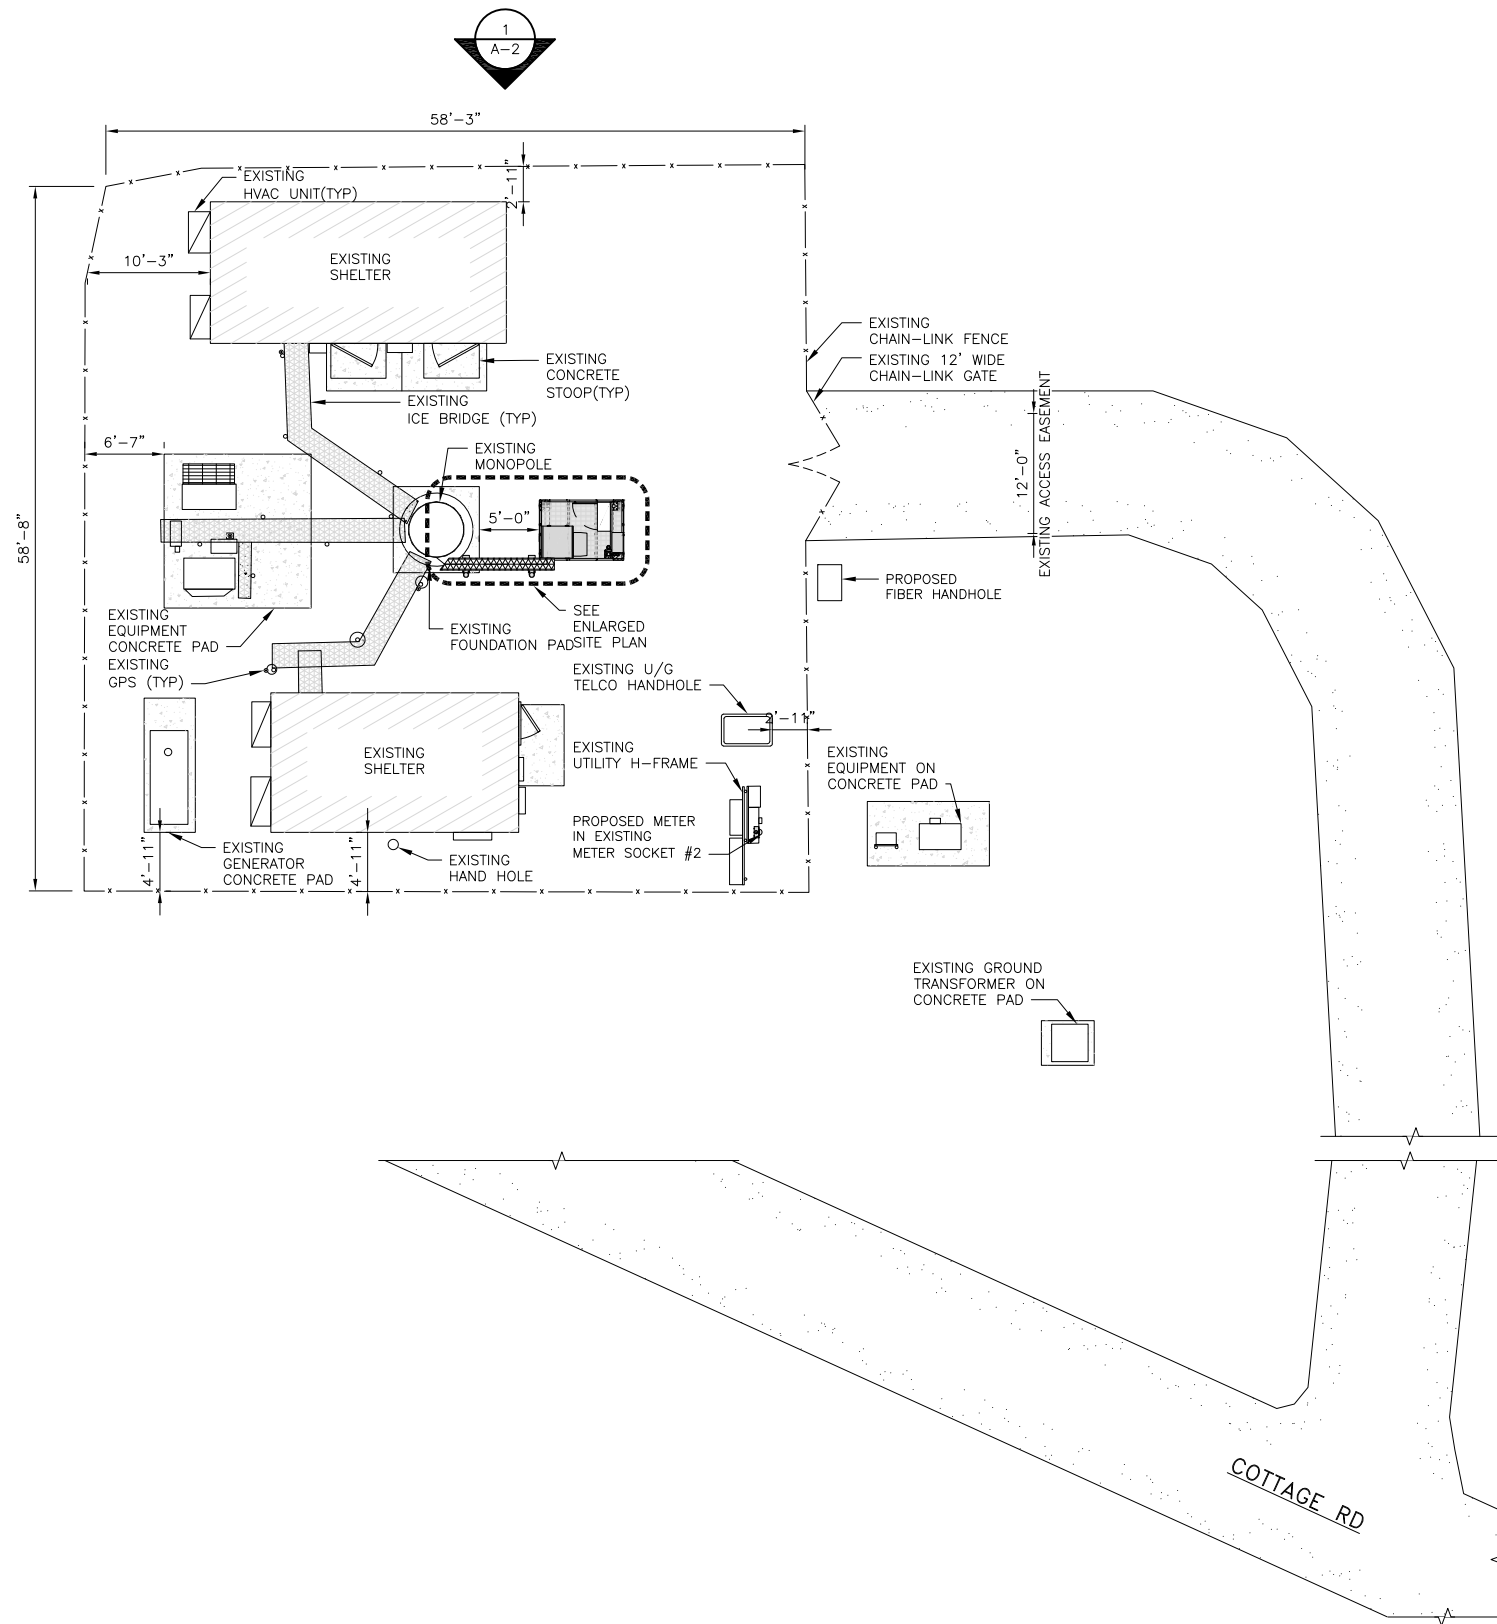 1
A-2
58'-3"
2'-11"
EXISTING
HVAC UNIT(TYP)
10'-3"
EXISTING
SHELTER
EXISTING
CHAIN-LINK FENCE
EXISTING 12' WIDE
CHAIN-LINK GATE
EXISTING
CONCRETE
STOOP(TYP)
EXISTING
ICE BRIDGE (TYP)
6'-7"
EXISTING
MONOPOLE
12'-0"
EXISTING ACCESS EASEMENT
58'-8"
5'-0"
PROPOSED
FIBER HANDHOLE
EXISTING
EQUIPMENT
CONCRETE PAD
EXISTING
GPS (TYP)
EXISTING
FOUNDATION PAD
SEE
ENLARGED
SITE PLAN
EXISTING U/G
TELCO HANDHOLE
2'-11"
EXISTING
SHELTER
EXISTING
UTILITY H-FRAME
EXISTING
EQUIPMENT ON
CONCRETE PAD
PROPOSED METER
IN EXISTING
METER SOCKET #2
4'-11"
EXISTING
GENERATOR
CONCRETE PAD
4'-11"
EXISTING
HAND HOLE
EXISTING GROUND
TRANSFORMER ON
CONCRETE PAD
COTTAGE RD